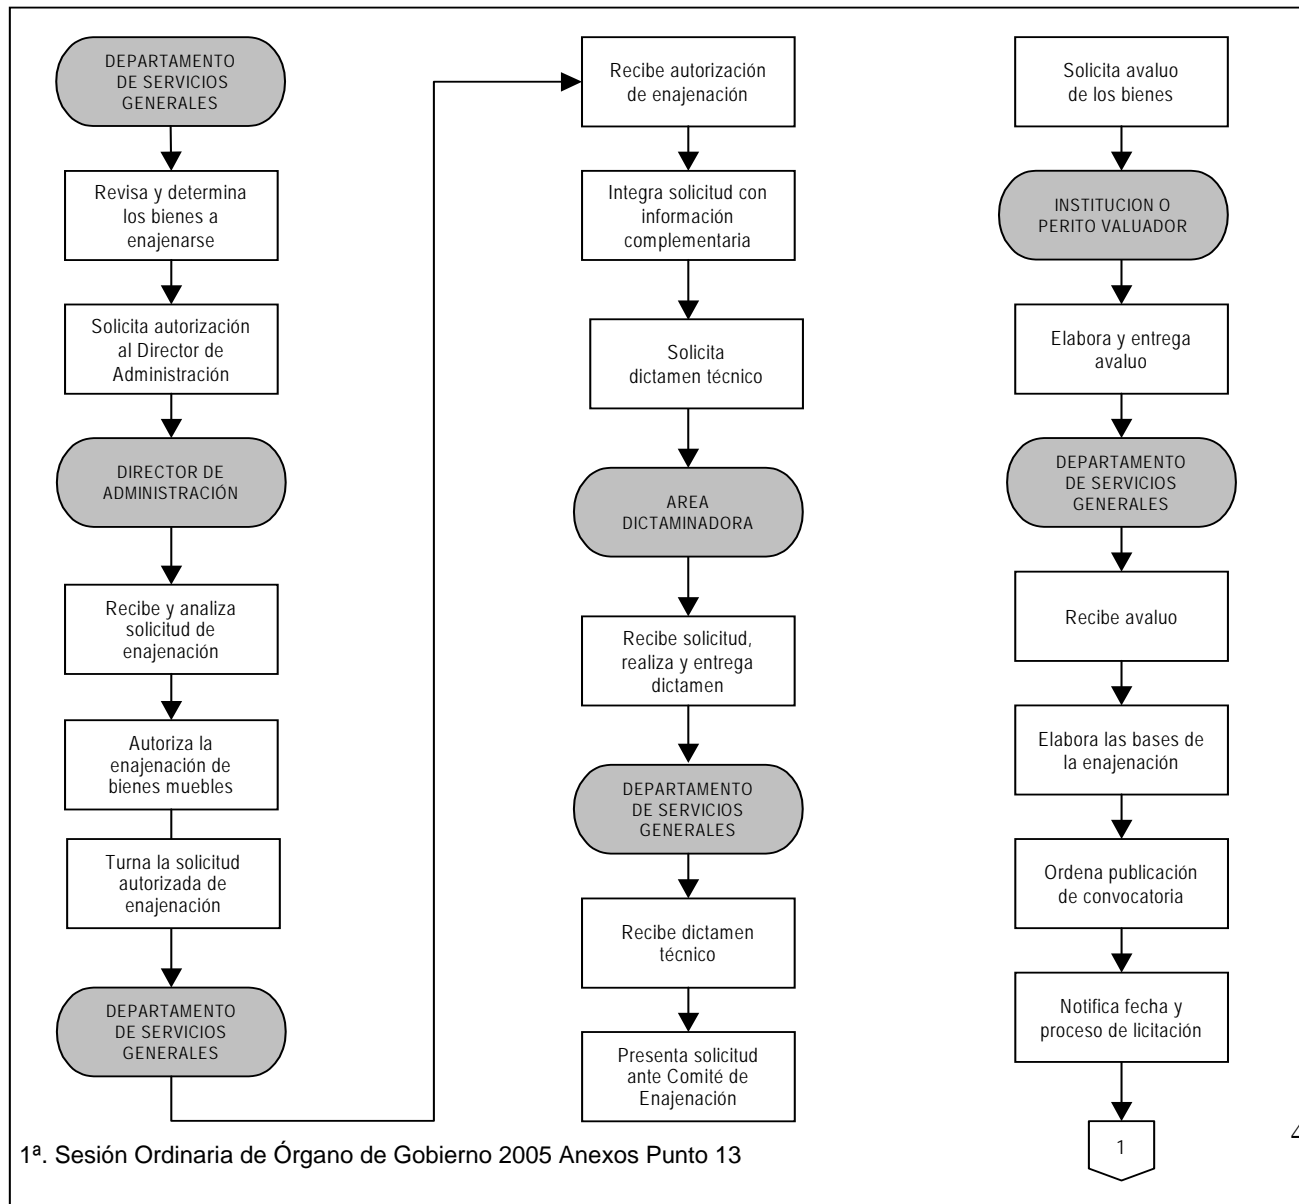 DEPARTAMENTO
DE SERVICIOS
GENERALES
Revisa y determina
los bienes a
enajenarse
Solicita autorización
al Director de
Administración
DIRECTOR DE
ADMINISTRACIÓN
Recibe y analiza
solicitud de
enajenación
Autoriza la
enajenación de
bienes muebles
Turna la solicitud
autorizada de
enajenación
DEPARTAMENTO
DE SERVICIOS
GENERALES
Recibe autorización
de enajenación
Integra solicitud con
información
complementaria
Solicita
dictamen técnico
AREA
DICTAMINADORA
Recibe solicitud,
realiza y entrega
dictamen
DEPARTAMENTO
DE SERVICIOS
GENERALES
Recibe dictamen
técnico
Presenta solicitud
ante Comité de
Enajenación
Solicita avaluo
de los bienes
INSTITUCION O
PERITO VALUADOR
Elabora y entrega
avaluo
DEPARTAMENTO
DE SERVICIOS
GENERALES
Recibe avaluo
Elabora las bases de
la enajenación
Ordena publicación
de convocatoria
Notifica fecha y
proceso de licitación
1
1ª. Sesión Ordinaria de Órgano de Gobierno 2005 Anexos Punto 13